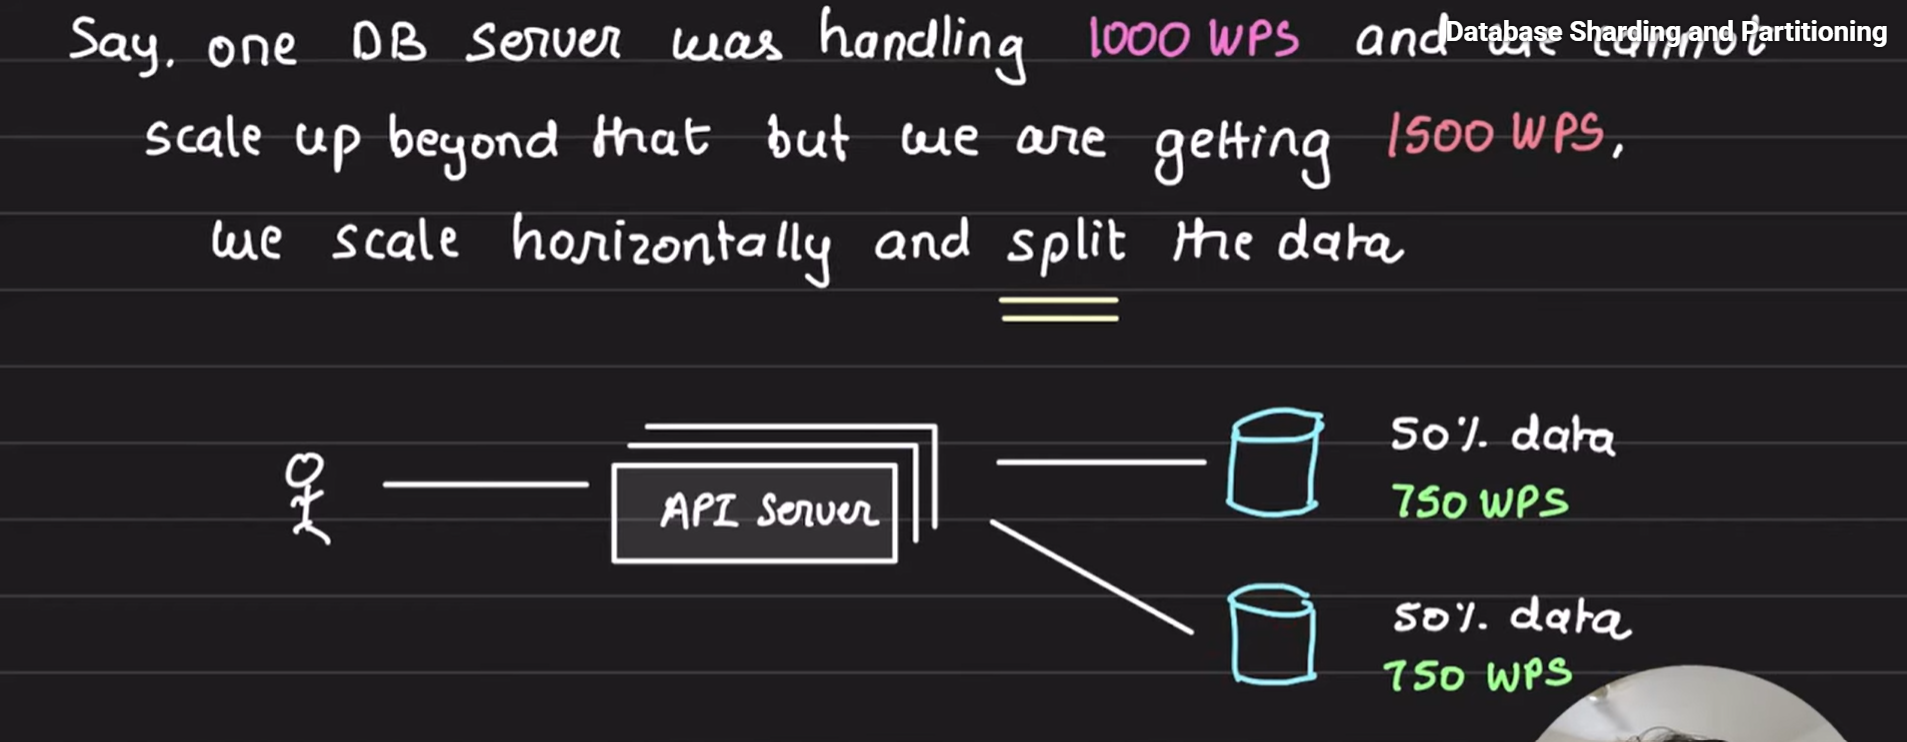 Database Sharding and Partitioning
Say, one DB server was handling 1000 WPS and we cannot
scale up beyond that but we are getting 1500 WPS,
we scale horizontally and split the data
API Server
50% data
750 WPS
50% data
750 WPS